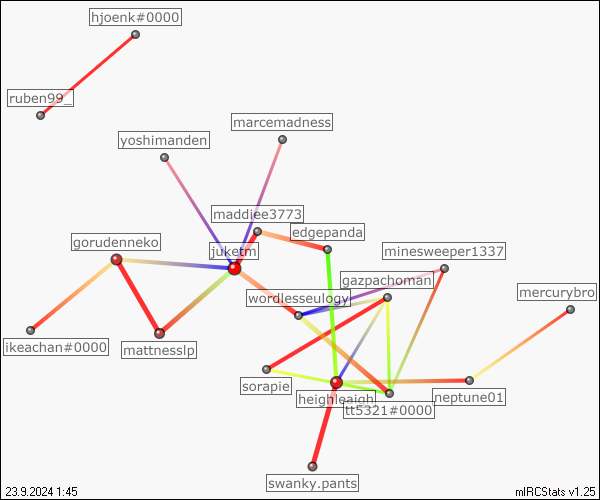 hjoenk#0000
ruben99_
marcemadness
yoshimanden
maddiee3773
edgepanda
gorudenneko
juketm
minesweeper1337
gazpachoman
mercurybro
wordlesseulogy
ikeachan#0000
mattnesslp
sorapie
heighleaigh
neptune01
tt5321#0000
swanky.pants
23.9.2024 1:45
mIRCStats v1.25